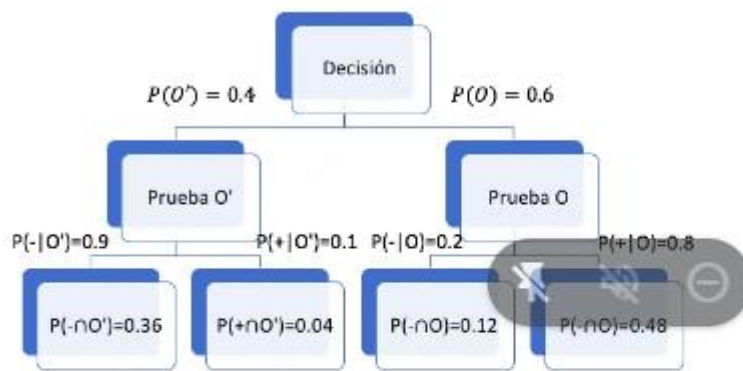 Decisión
P(O') = 0.4
P(O) = 0.6
Prueba O'
Prueba O
P(-|O')=0.9
P(+|O')=0.1
P(-|O)=0.2
P(+|O)=0.8
P(-∩O')=0.36
P(+∩O')=0.04
P(-∩O)=0.12
P(-∩O)=0.48